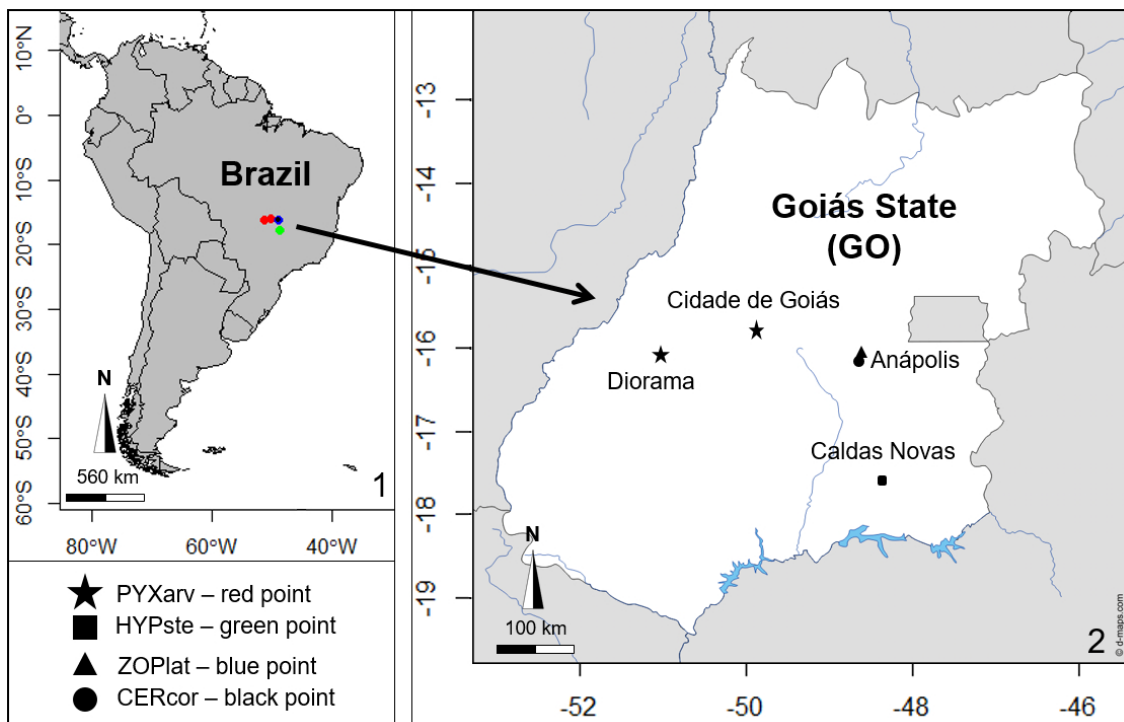 10°N
0°
10°S
20°S
30°S
40°S
50°S
60°S
Brazil
N
560 km
1
80°W
60°W
40°W
PYXarv – red point
HYPste – green point
ZOPlat – blue point
CERcor – black point
-13
-14
-15
-16
-17
-18
-19
Goiás State
(GO)
Cidade de Goiás
Diorama
Anápolis
Caldas Novas
N
100 km
2
© d-maps.com
-52
-50
-48
-46